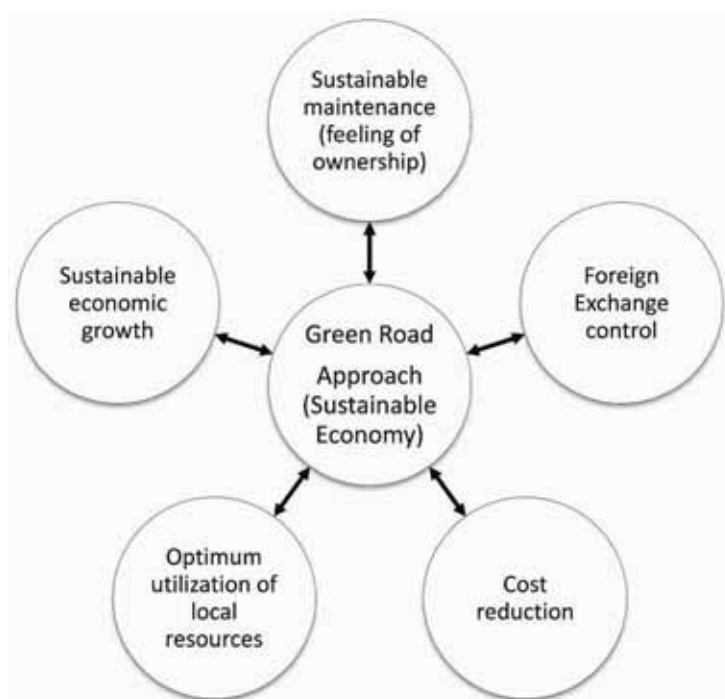 Sustainable
maintenance
(feeling of
ownership)
Sustainable
economic
growth
Foreign
Exchange
control
Green Road
Approach
(Sustainable
Economy)
Optimum
utilization of
local
resources
Cost
reduction